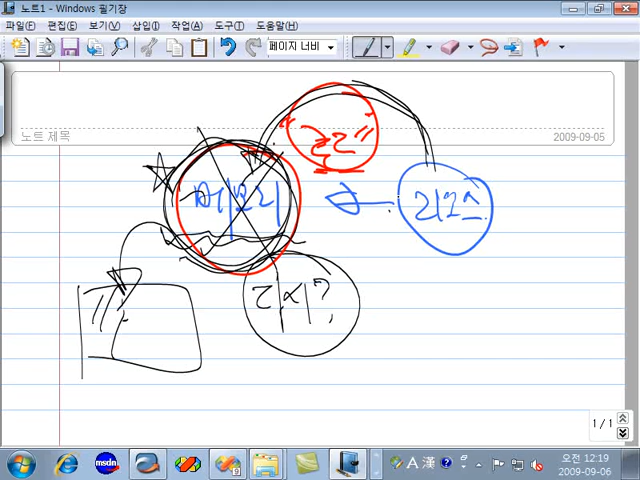 노트1 - Windows 필기장
파일(F) 편집(E) 보기(V) 삽입(I) 작업(A) 도구(T) 도움말(H)
페이지 너비
노트 제목
2009-09-05
메모리
리소스
1 / 1
msdn
A 漢
오전 12:19
2009-09-06